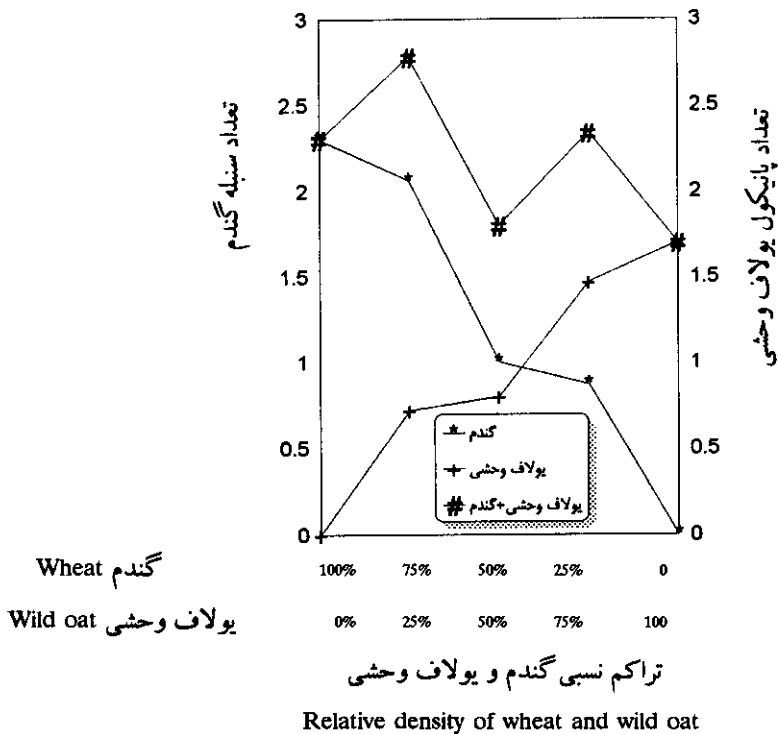 تعداد سنبله گندم
3
2.5
2
1.5
1
0.5
0
تعداد پانیکول یولاف وحشی
3
2.5
2
1.5
1
0.5
0
گندم
یولاف وحشی
یولاف وحشی+گندم
Wheat گندم 100% 75% 50% 25% 0
Wild oat یولاف وحشی 0% 25% 50% 75% 100
تراکم نسبی گندم و یولاف وحشی
Relative density of wheat and wild oat